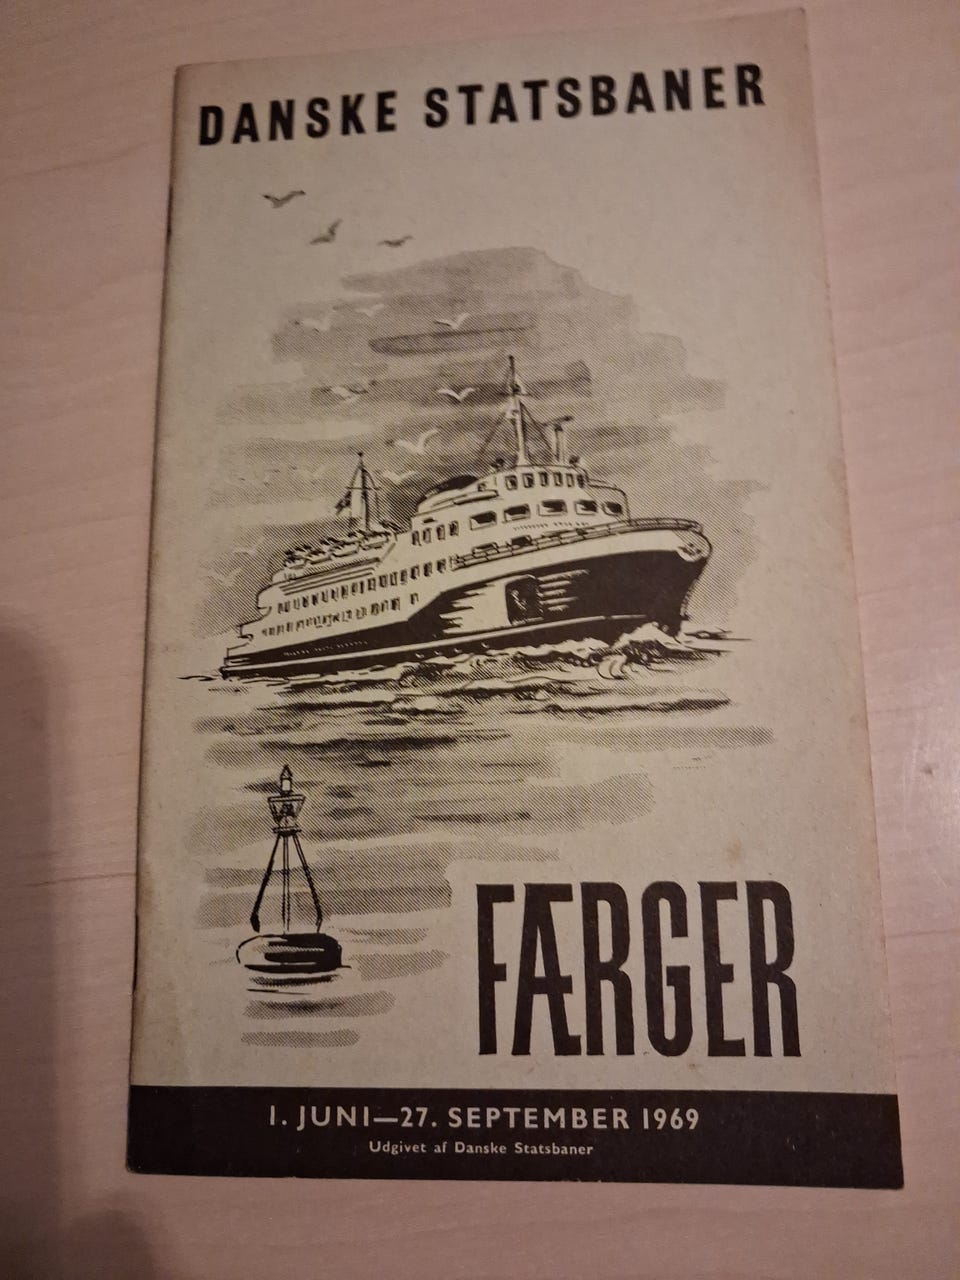 DANSKE STATSBANER
FÆRGER
1. JUNI—27. SEPTEMBER 1969
Udgivet af Danske Statsbaner